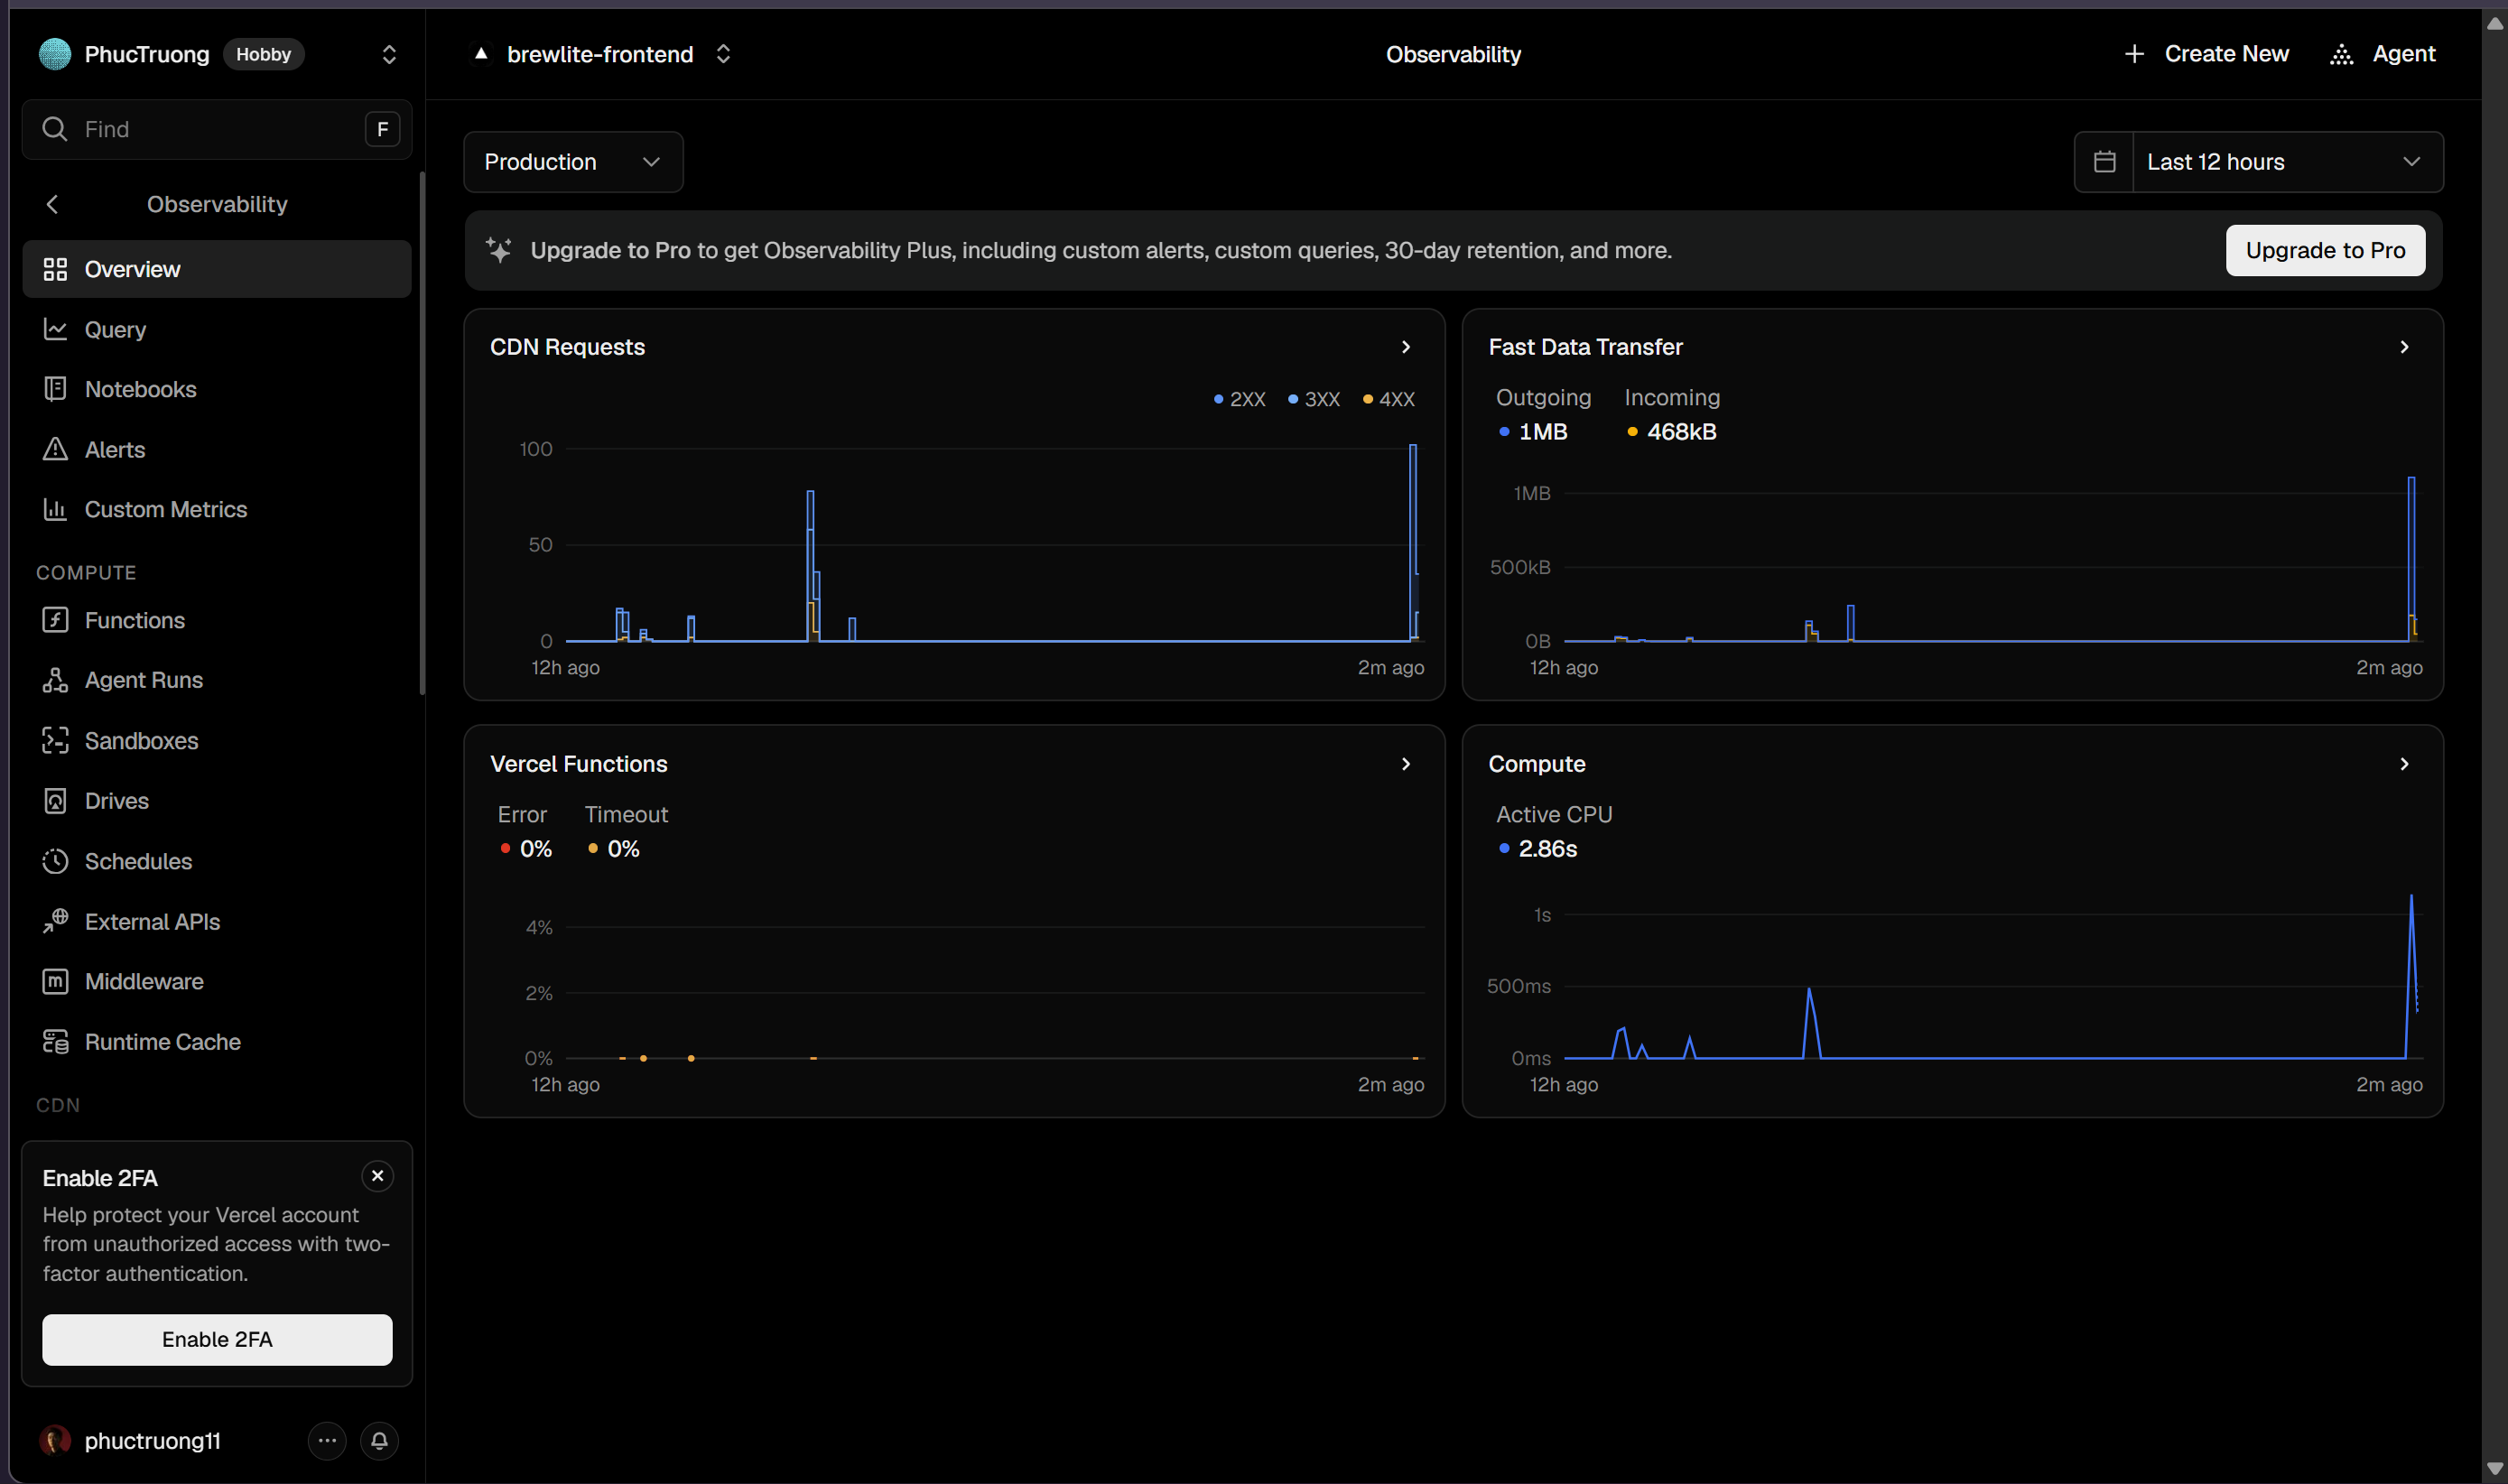 PhucTruong Hobby
brewlite-frontend
Observability
Create New
Agent
Find F
Observability
Overview
Query
Notebooks
Alerts
Custom Metrics
COMPUTE
Functions
Agent Runs
Sandboxes
Drives
Schedules
External APIs
Middleware
Runtime Cache
CDN
Enable 2FA
Help protect your Vercel account
from unauthorized access with two-
factor authentication.
Enable 2FA
phuctruong11
Production
Last 12 hours
Upgrade to Pro to get Observability Plus, including custom alerts, custom queries, 30-day retention, and more.
Upgrade to Pro
CDN Requests
2XX 3XX 4XX
100
50
0
12h ago 2m ago
Fast Data Transfer
Outgoing Incoming
1MB 468kB
1MB
500kB
0B
12h ago 2m ago
Vercel Functions
Error Timeout
0% 0%
4%
2%
0%
12h ago 2m ago
Compute
Active CPU
2.86s
1s
500ms
0ms
12h ago 2m ago